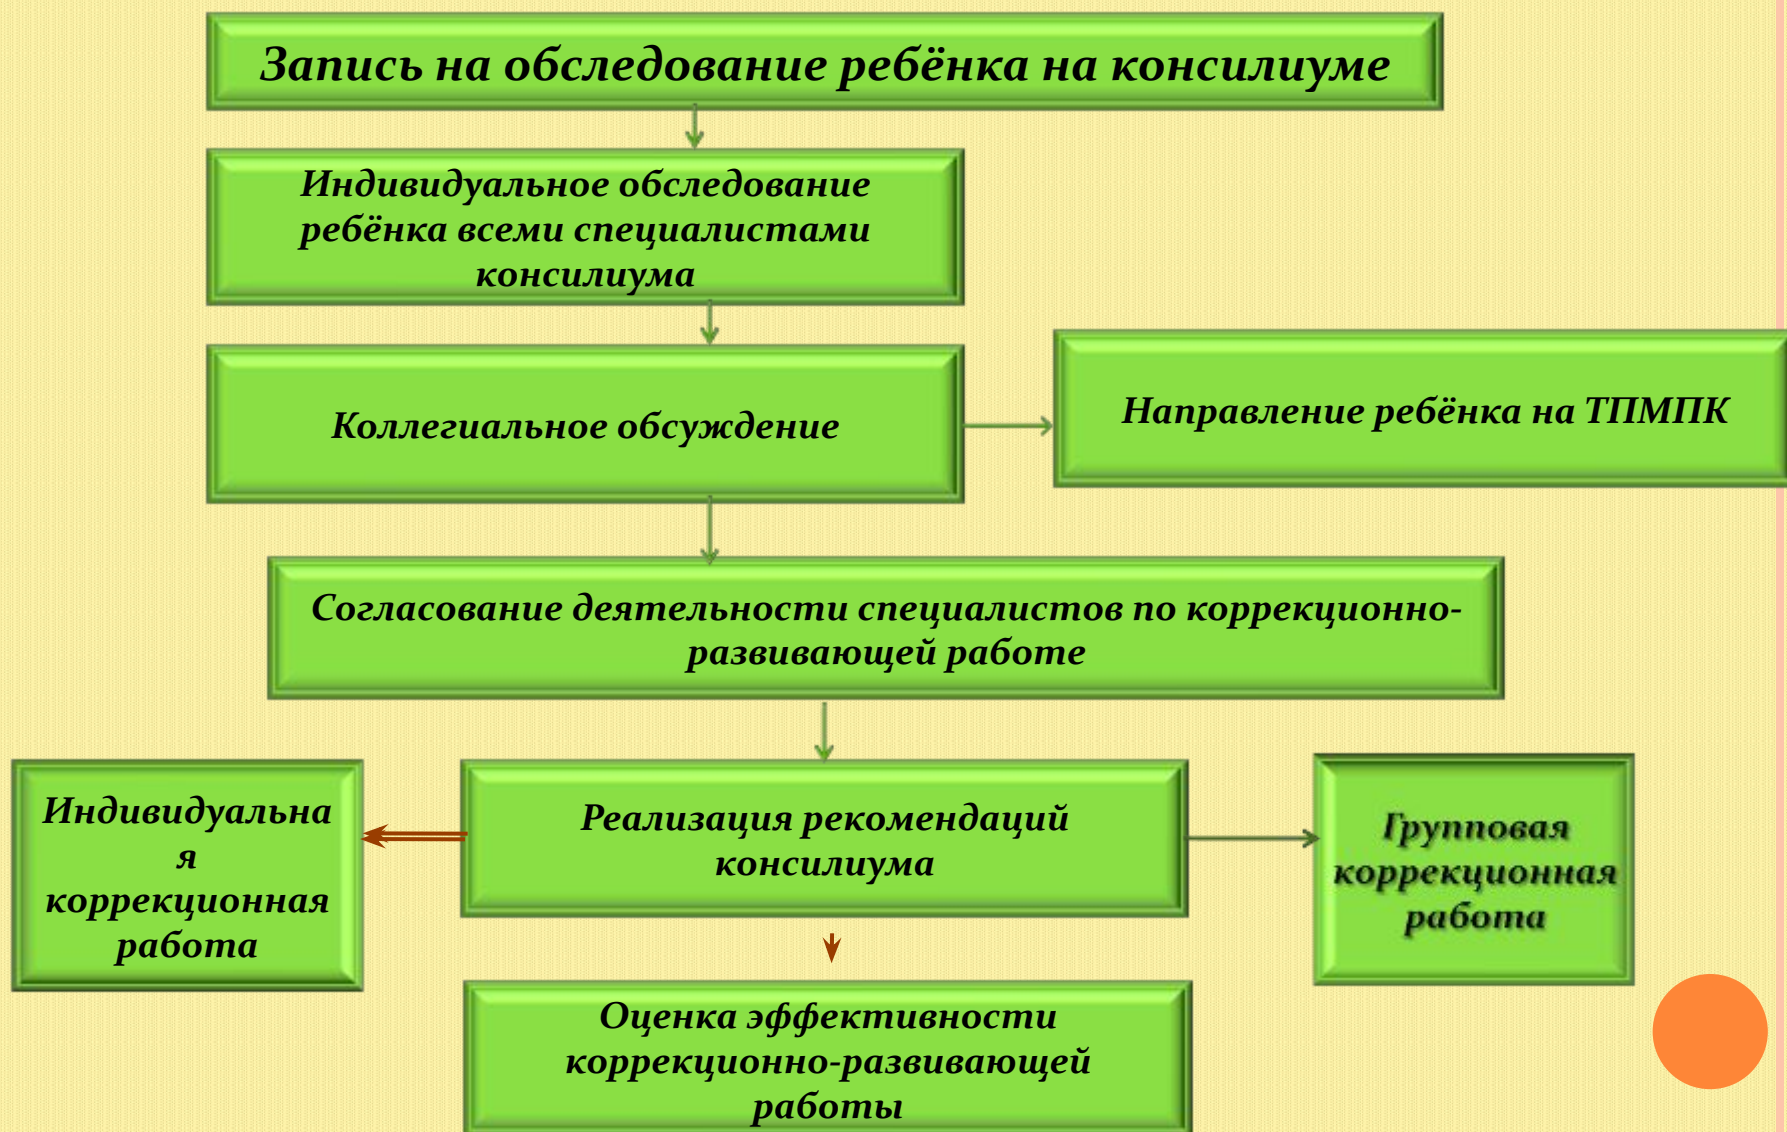 Запись на обследование ребёнка на консилиуме
Индивидуальное обследование
ребёнка всеми специалистами
консилиума
Коллегиальное обсуждение
Направление ребёнка на ТПМПК
Согласование деятельности специалистов по коррекционно-
развивающей работе
Индивидуальна
я
коррекционная
работа
Реализация рекомендаций
консилиума
Групповая
коррекционная
работа
Оценка эффективности
коррекционно-развивающей
работы